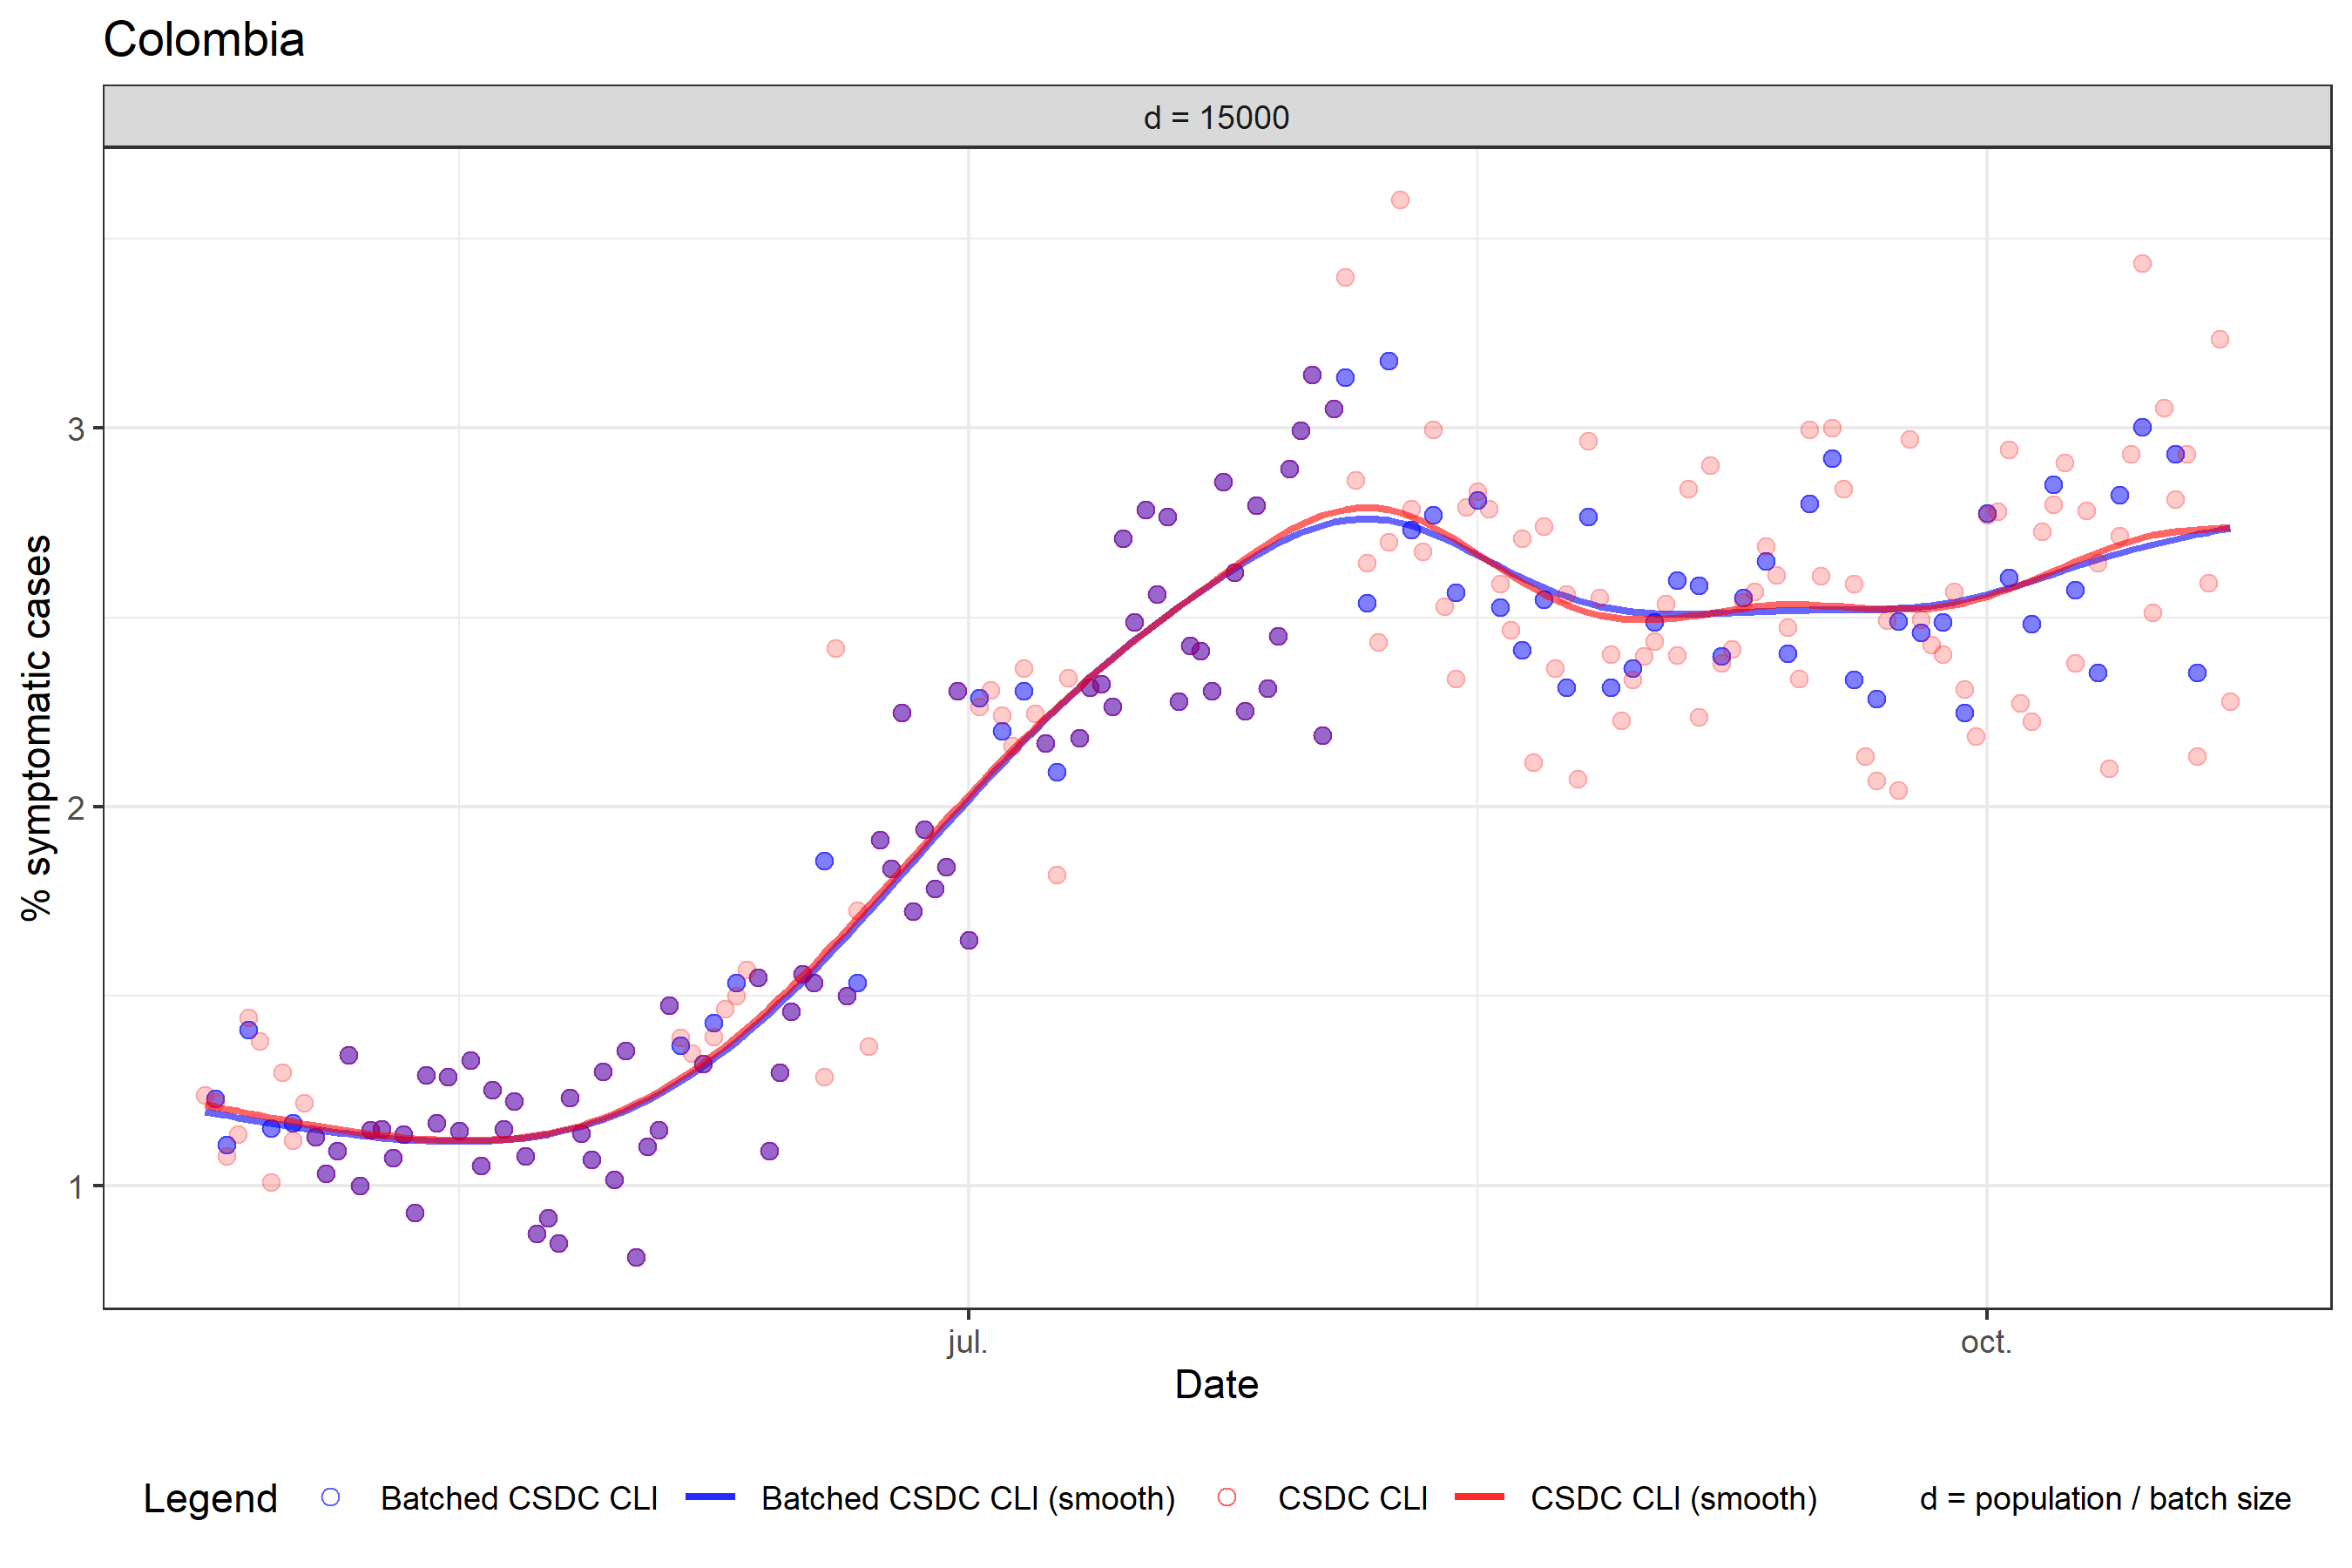 Colombia
d = 15000
% symptomatic cases
3
2
1
jul.
oct.
Date
Legend
Batched CSDC CLI
Batched CSDC CLI (smooth)
CSDC CLI
CSDC CLI (smooth)
d = population / batch size